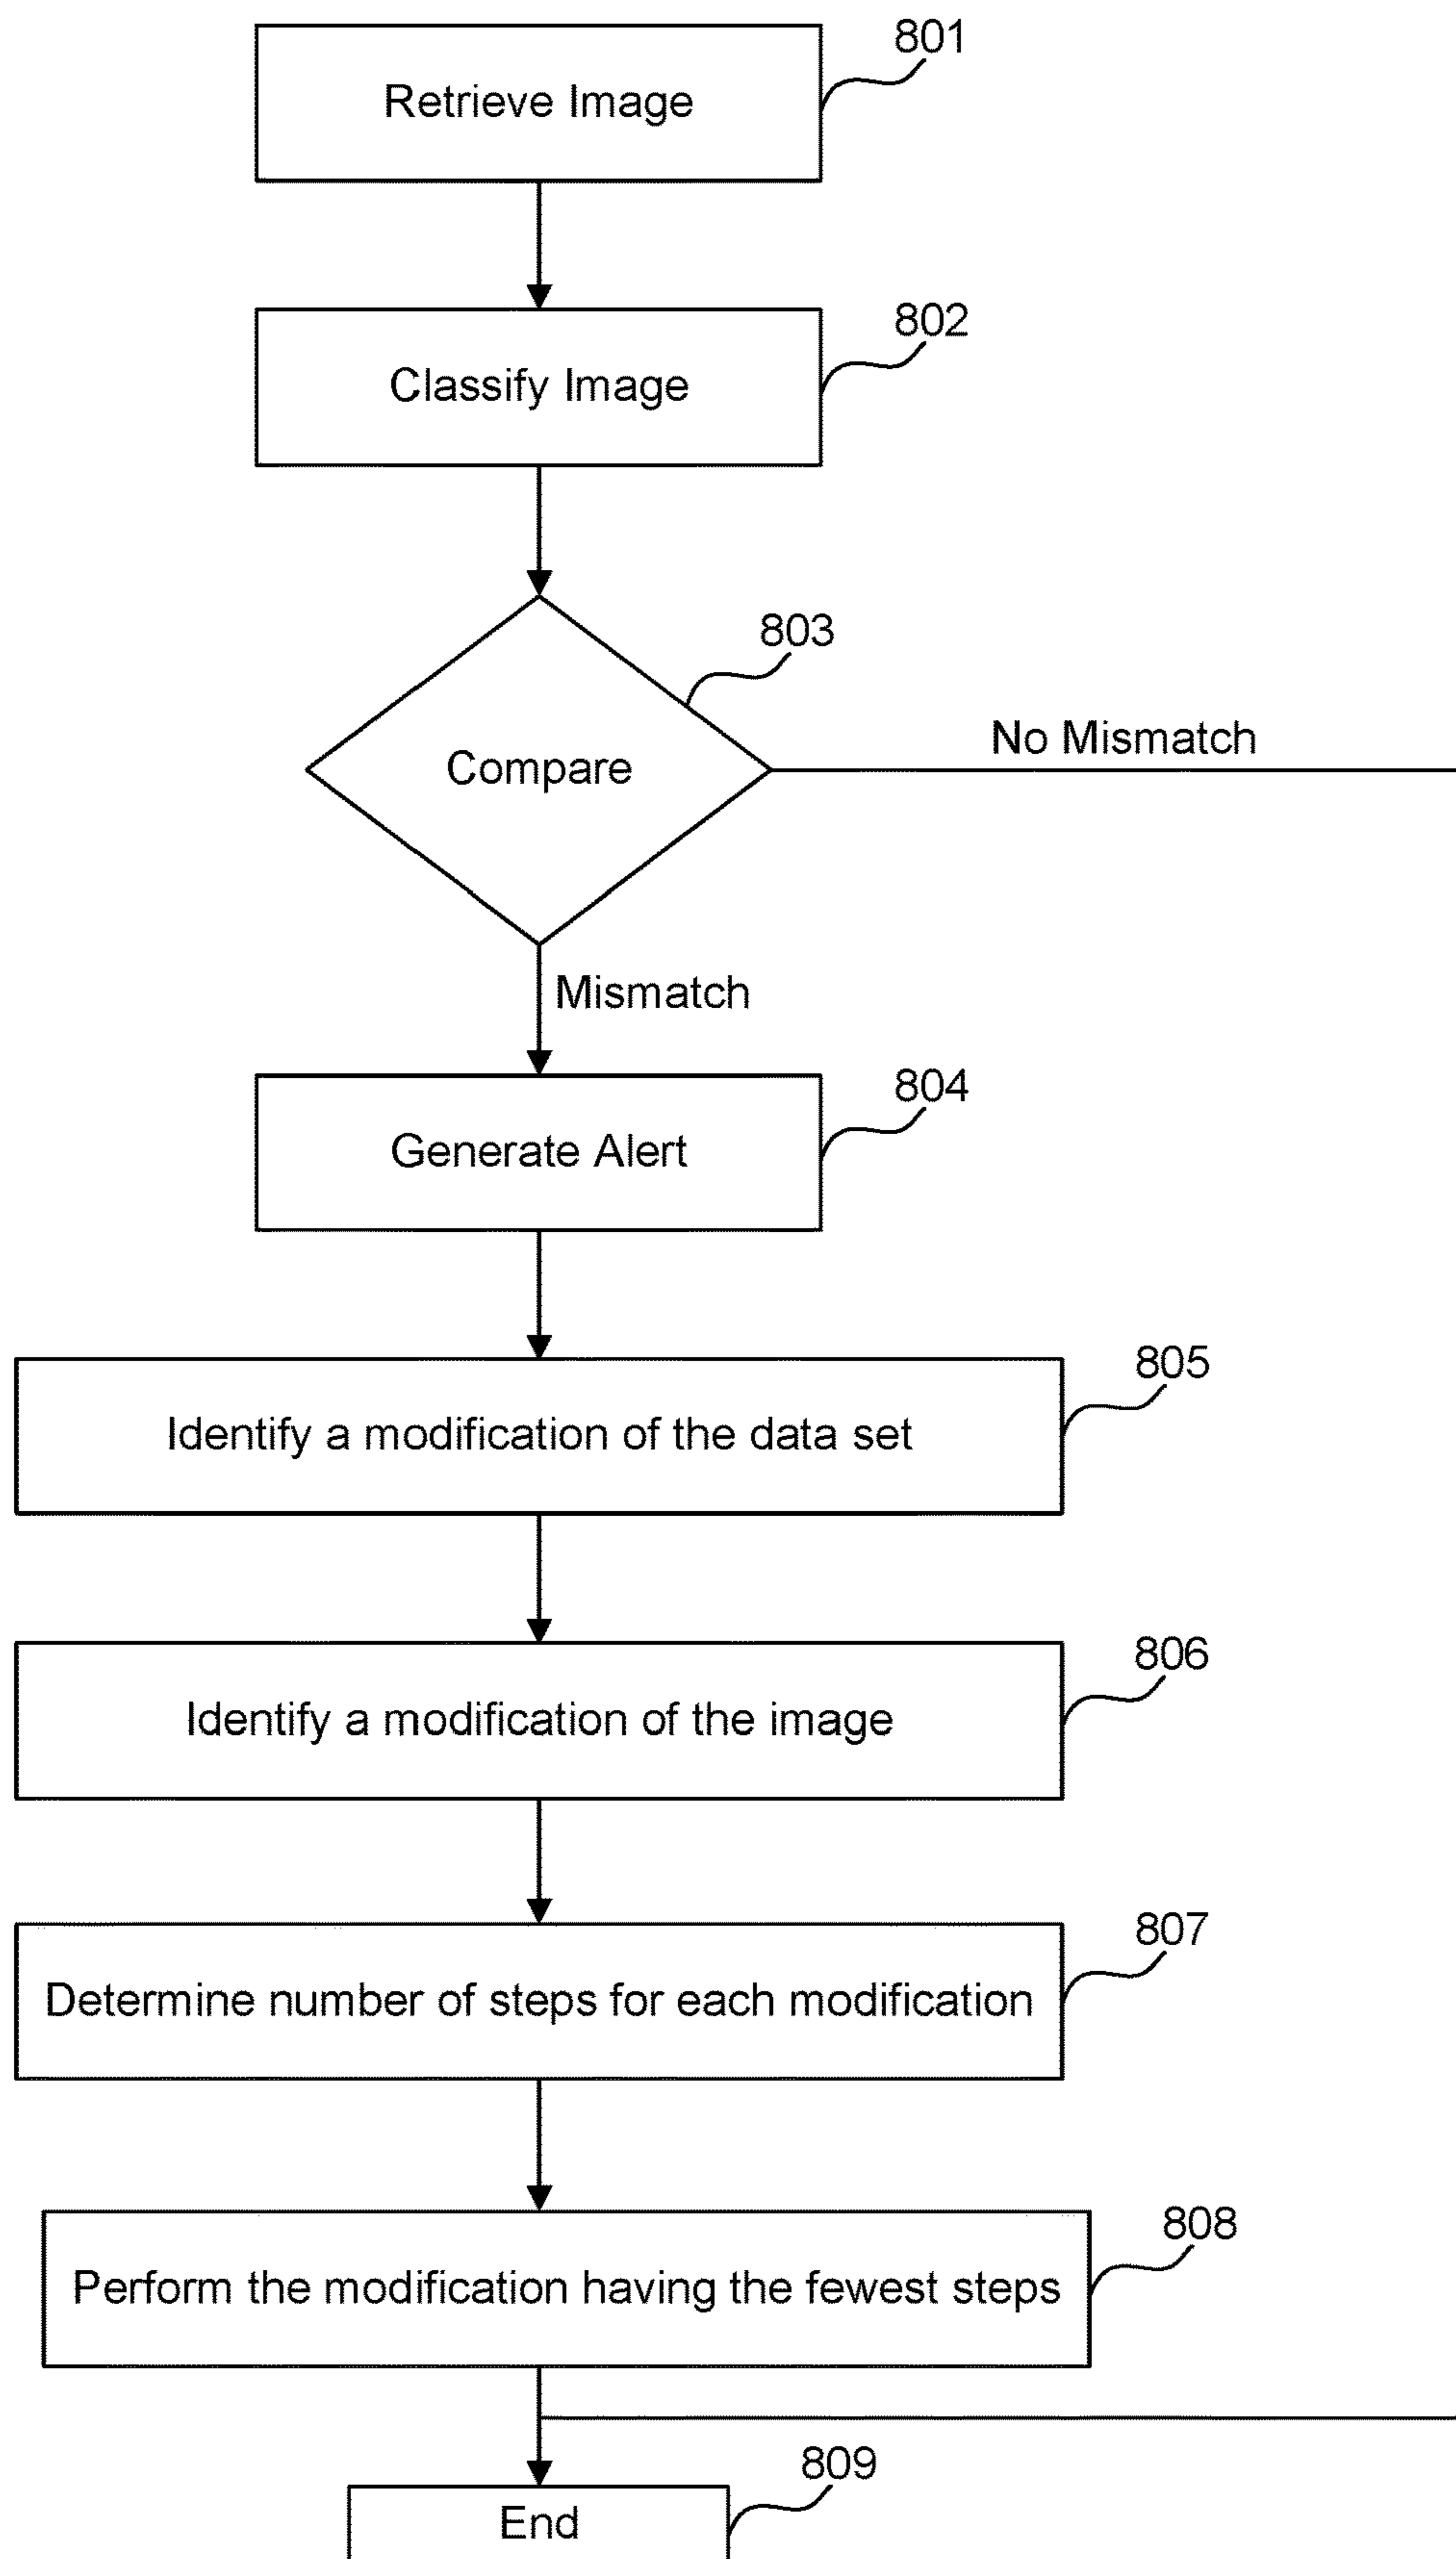 801
Retrieve Image
802
Classify Image
803
No Mismatch
Compare
Mismatch
804
Generate Alert
805
Identify a modification of the data set
806
Identify a modification of the image
807
Determine number of steps for each modification
808
Perform the modification having the fewest steps
809
End